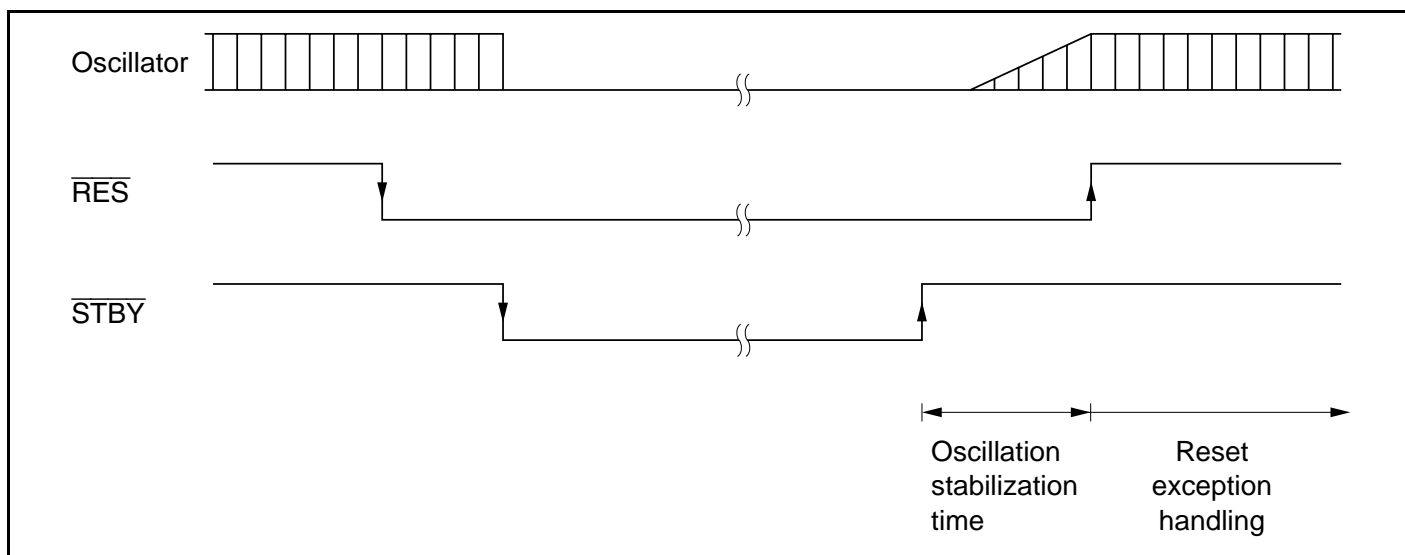 Oscillator
RES
STBY
Oscillation
stabilization
time
Reset
exception
handling